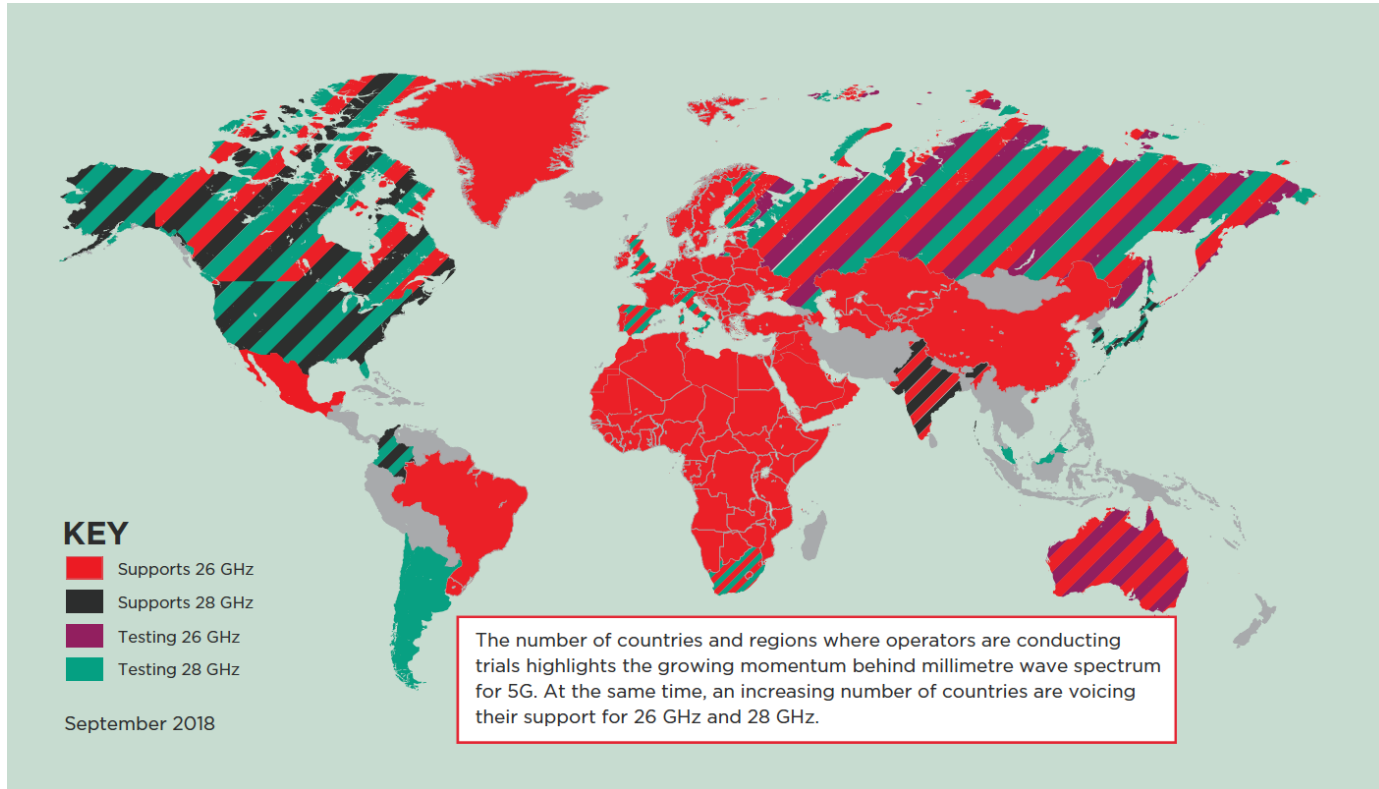 KEY
Supports 26 GHz
Supports 28 GHz
Testing 26 GHz
Testing 28 GHz
September 2018
The number of countries and regions where operators are conducting
trials highlights the growing momentum behind millimetre wave spectrum
for 5G. At the same time, an increasing number of countries are voicing
their support for 26 GHz and 28 GHz.